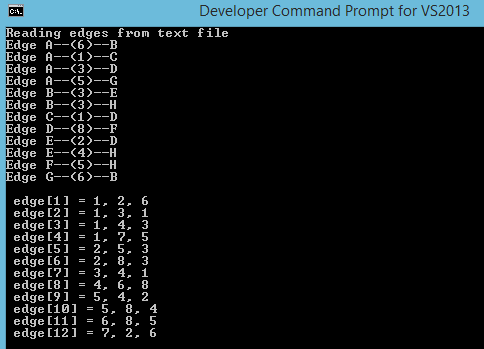 Developer Command Prompt for VS2013
Reading edges from text file
Edge A--(6)--B
Edge A--(1)--C
Edge A--(3)--D
Edge A--(5)--G
Edge B--(3)--E
Edge B--(3)--H
Edge C--(1)--D
Edge D--(8)--F
Edge E--(2)--D
Edge E--(4)--H
Edge F--(5)--H
Edge G--(6)--B
edge[1] = 1, 2, 6
edge[2] = 1, 3, 1
edge[3] = 1, 4, 3
edge[4] = 1, 7, 5
edge[5] = 2, 5, 3
edge[6] = 2, 8, 3
edge[7] = 3, 4, 1
edge[8] = 4, 6, 8
edge[9] = 5, 4, 2
edge[10] = 5, 8, 4
edge[11] = 6, 8, 5
edge[12] = 7, 2, 6